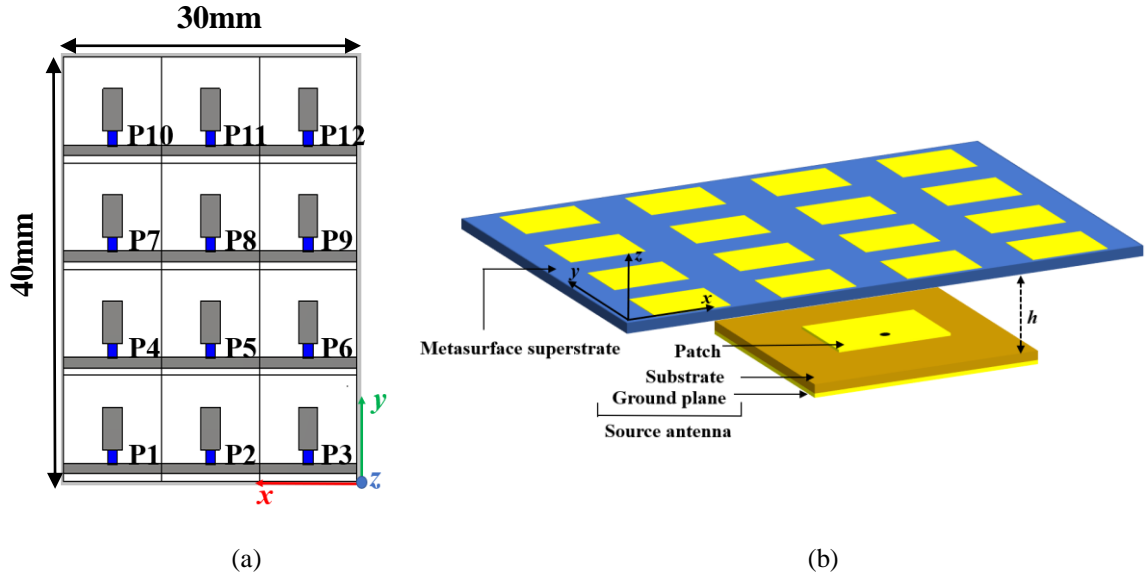 30mm
40mm
P10 P11 P12
P7 P8 P9
P4 P5 P6
P1 P2 P3
y
x
z
(a)
z
y
x
h
Metasurface superstrate
Patch
Substrate
Ground plane
Source antenna
(b)